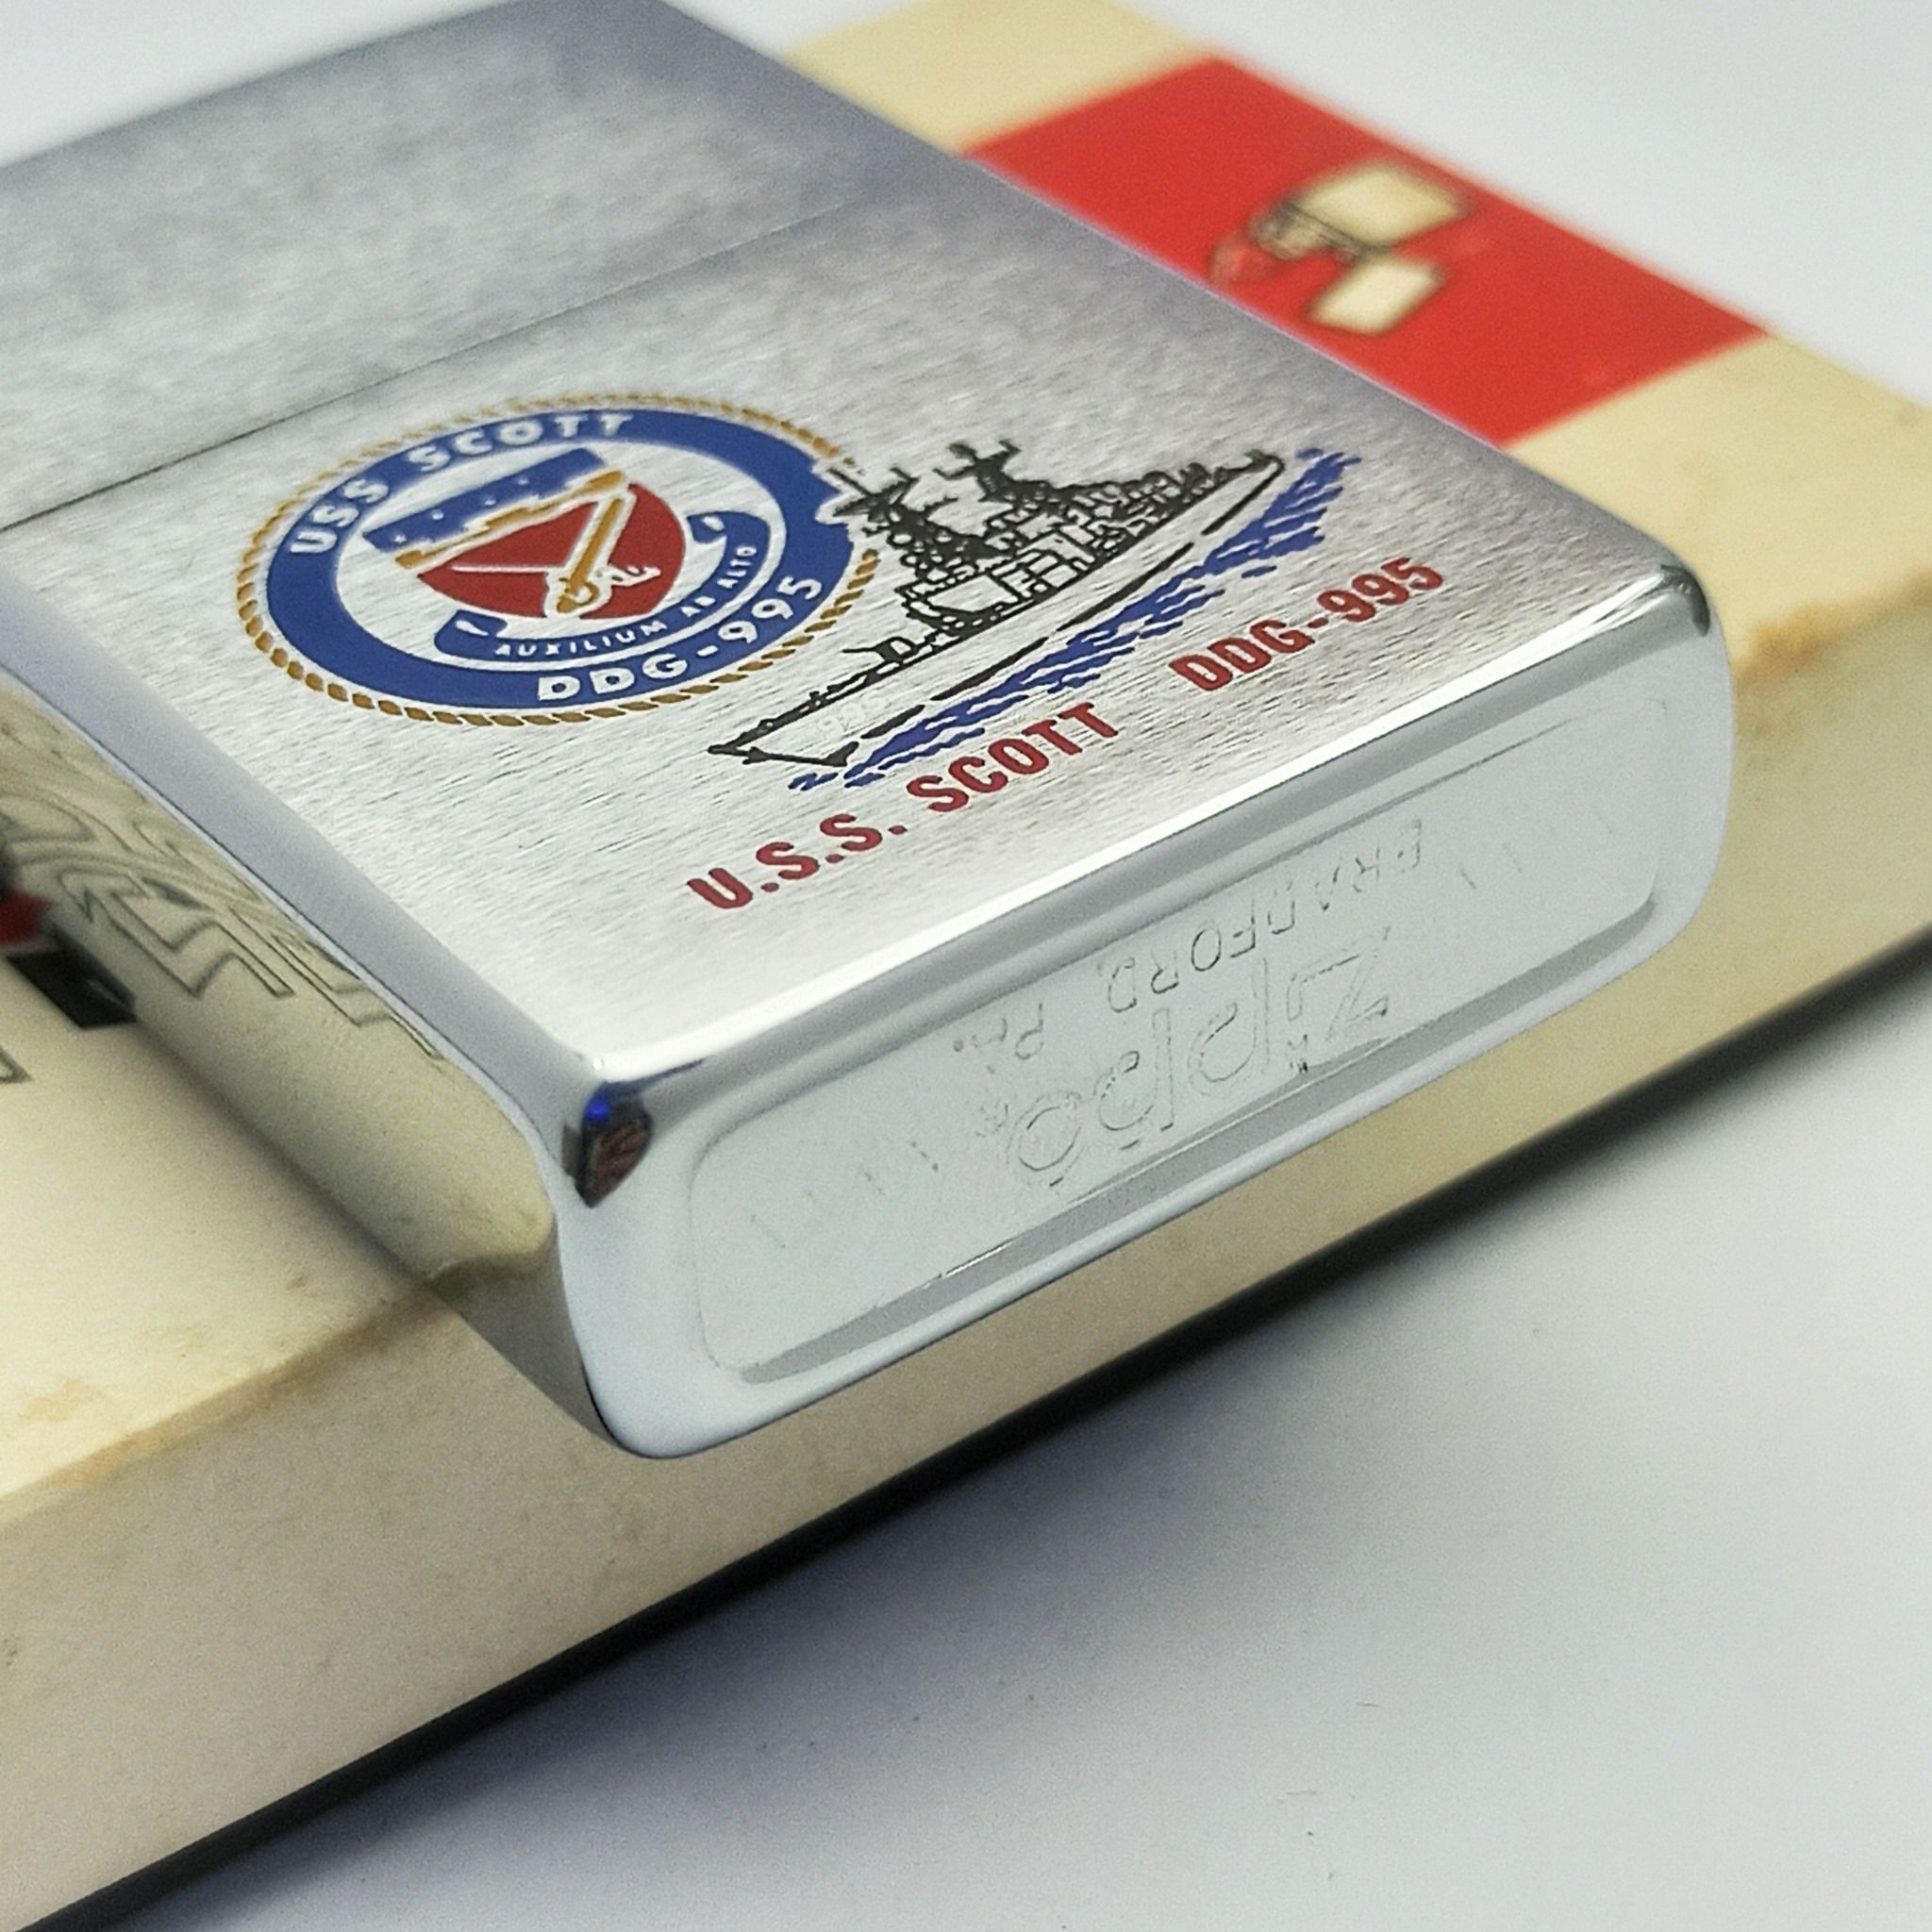 USS SCOTT
AUXILIUM AB ALTO
DDG-995
U.S.S. SCOTT DDG-995
BRADFORD, PA.
Zippo